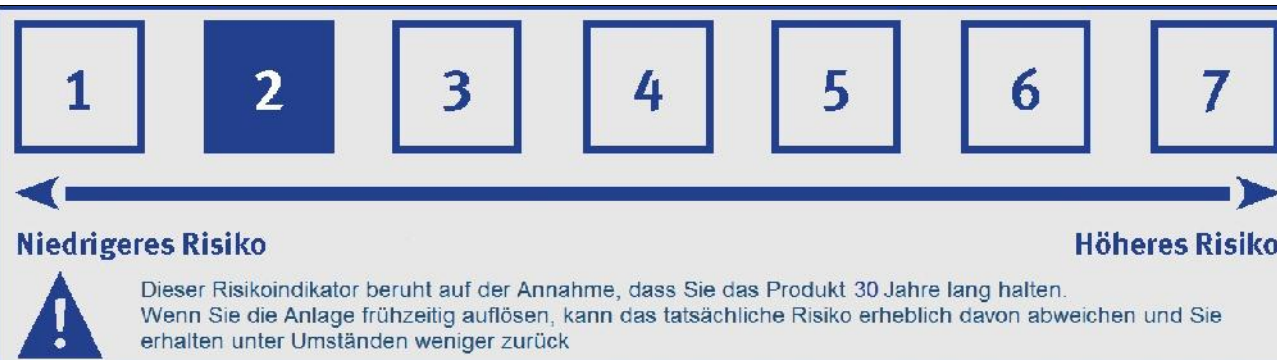 1 2 3 4 5 6 7
Niedrigeres Risiko Höheres Risiko
!
Dieser Risikoindikator beruht auf der Annahme, dass Sie das Produkt 30 Jahre lang halten.
Wenn Sie die Anlage frühzeitig auflösen, kann das tatsächliche Risiko erheblich davon abweichen und Sie
erhalten unter Umständen weniger zurück